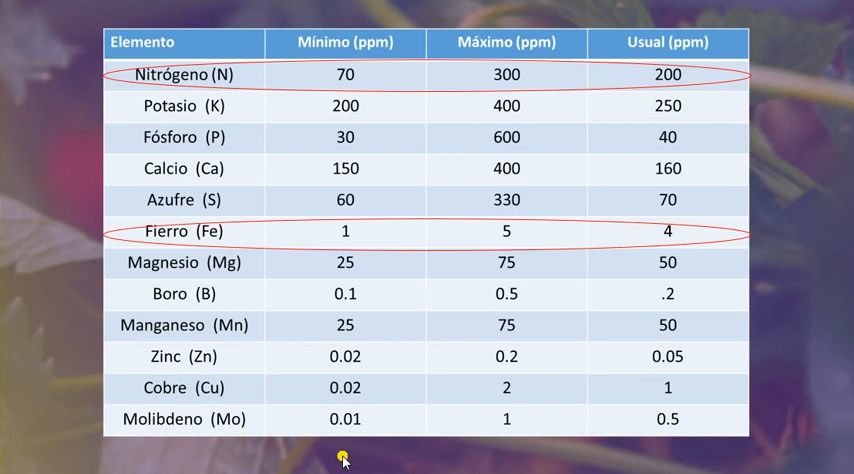 Elemento Mínimo (ppm) Máximo (ppm) Usual (ppm)
Nitrógeno (N) 70 300 200
Potasio (K) 200 400 250
Fósforo (P) 30 600 40
Calcio (Ca) 150 400 160
Azufre (S) 60 330 70
Fierro (Fe) 1 5 4
Magnesio (Mg) 25 75 50
Boro (B) 0.1 0.5 .2
Manganeso (Mn) 25 75 50
Zinc (Zn) 0.02 0.2 0.05
Cobre (Cu) 0.02 2 1
Molibdeno (Mo) 0.01 1 0.5